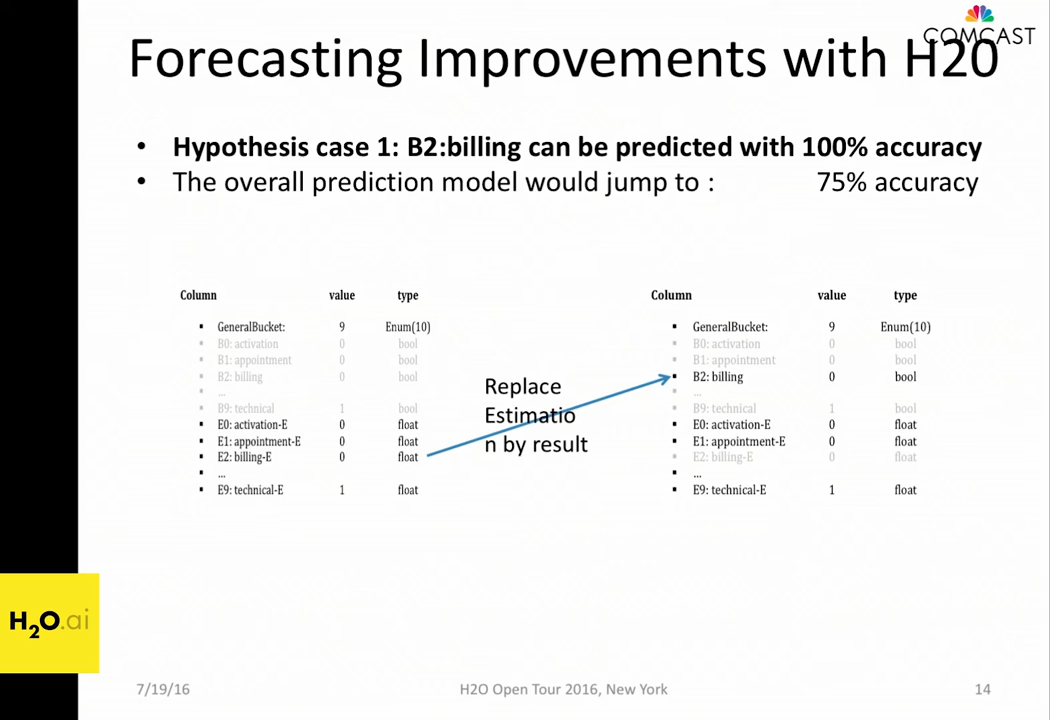 COMCAST
Forecasting Improvements with H20
• Hypothesis case 1: B2:billing can be predicted with 100% accuracy
• The overall prediction model would jump to : 75% accuracy
Column value type
▪ GeneralBucket: 9 Enum(10)
▪ B0: activation 0 bool
▪ B1: appointment 0 bool
▪ B2: billing 0 bool
▪ ...
▪ B9: technical 1 bool
▪ E0: activation-E 0 float
▪ E1: appointment-E 0 float
▪ E2: billing-E 0 float
▪ ...
▪ E9: technical-E 1 float
Replace
Estimatio
n by result
Column value type
▪ GeneralBucket: 9 Enum(10)
▪ B0: activation 0 bool
▪ B1: appointment 0 bool
▪ B2: billing 0 bool
▪ ...
▪ B9: technical 1 bool
▪ E0: activation-E 0 float
▪ E1: appointment-E 0 float
▪ E2: billing-E 0 float
▪ ...
▪ E9: technical-E 1 float
H2O.ai
7/19/16 H2O Open Tour 2016, New York 14